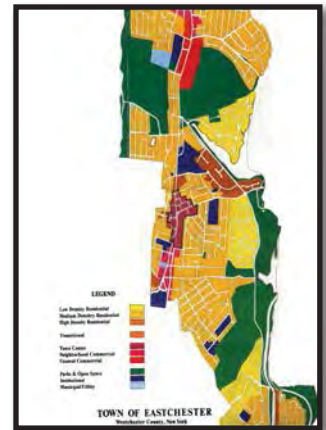 LEGEND
Low Density Residential
Medium Density Residential
High Density Residential
Transitional
Town Center
Neighborhood Commercial
General Commercial
Parks & Open Space
Institutional
Municipal/Utility
TOWN OF EASTCHESTER
Westchester County, New York